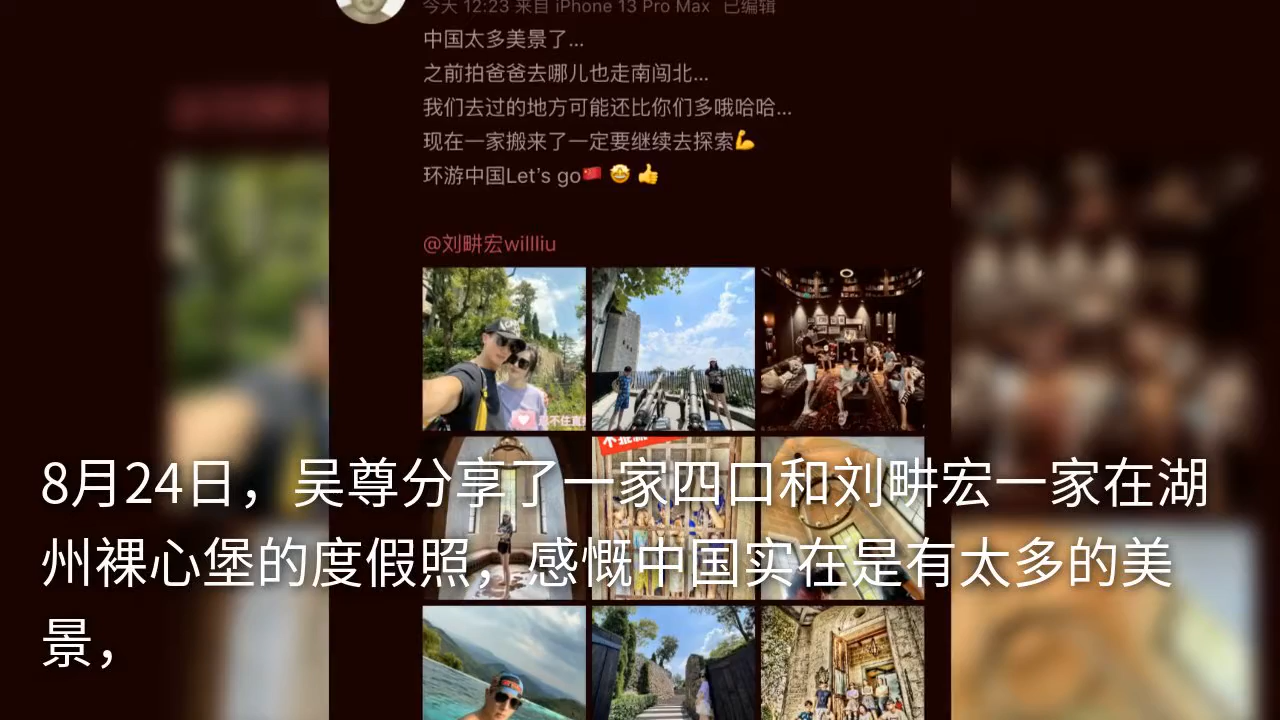 今天 12:23 来自 iPhone 13 Pro Max 已编辑
中国太多美景了...
之前拍爸爸去哪儿也走南闯北...
我们去过的地方可能还比你们多哦哈哈...
现在一家搬来了一定要继续去探索💪
环游中国Let's go🇨🇳 🤩 👍
@刘畊宏willliu
8月24日，吴尊分享了一家四口和刘畊宏一家在湖
州裸心堡的度假照，感慨中国实在是有太多的美
景，